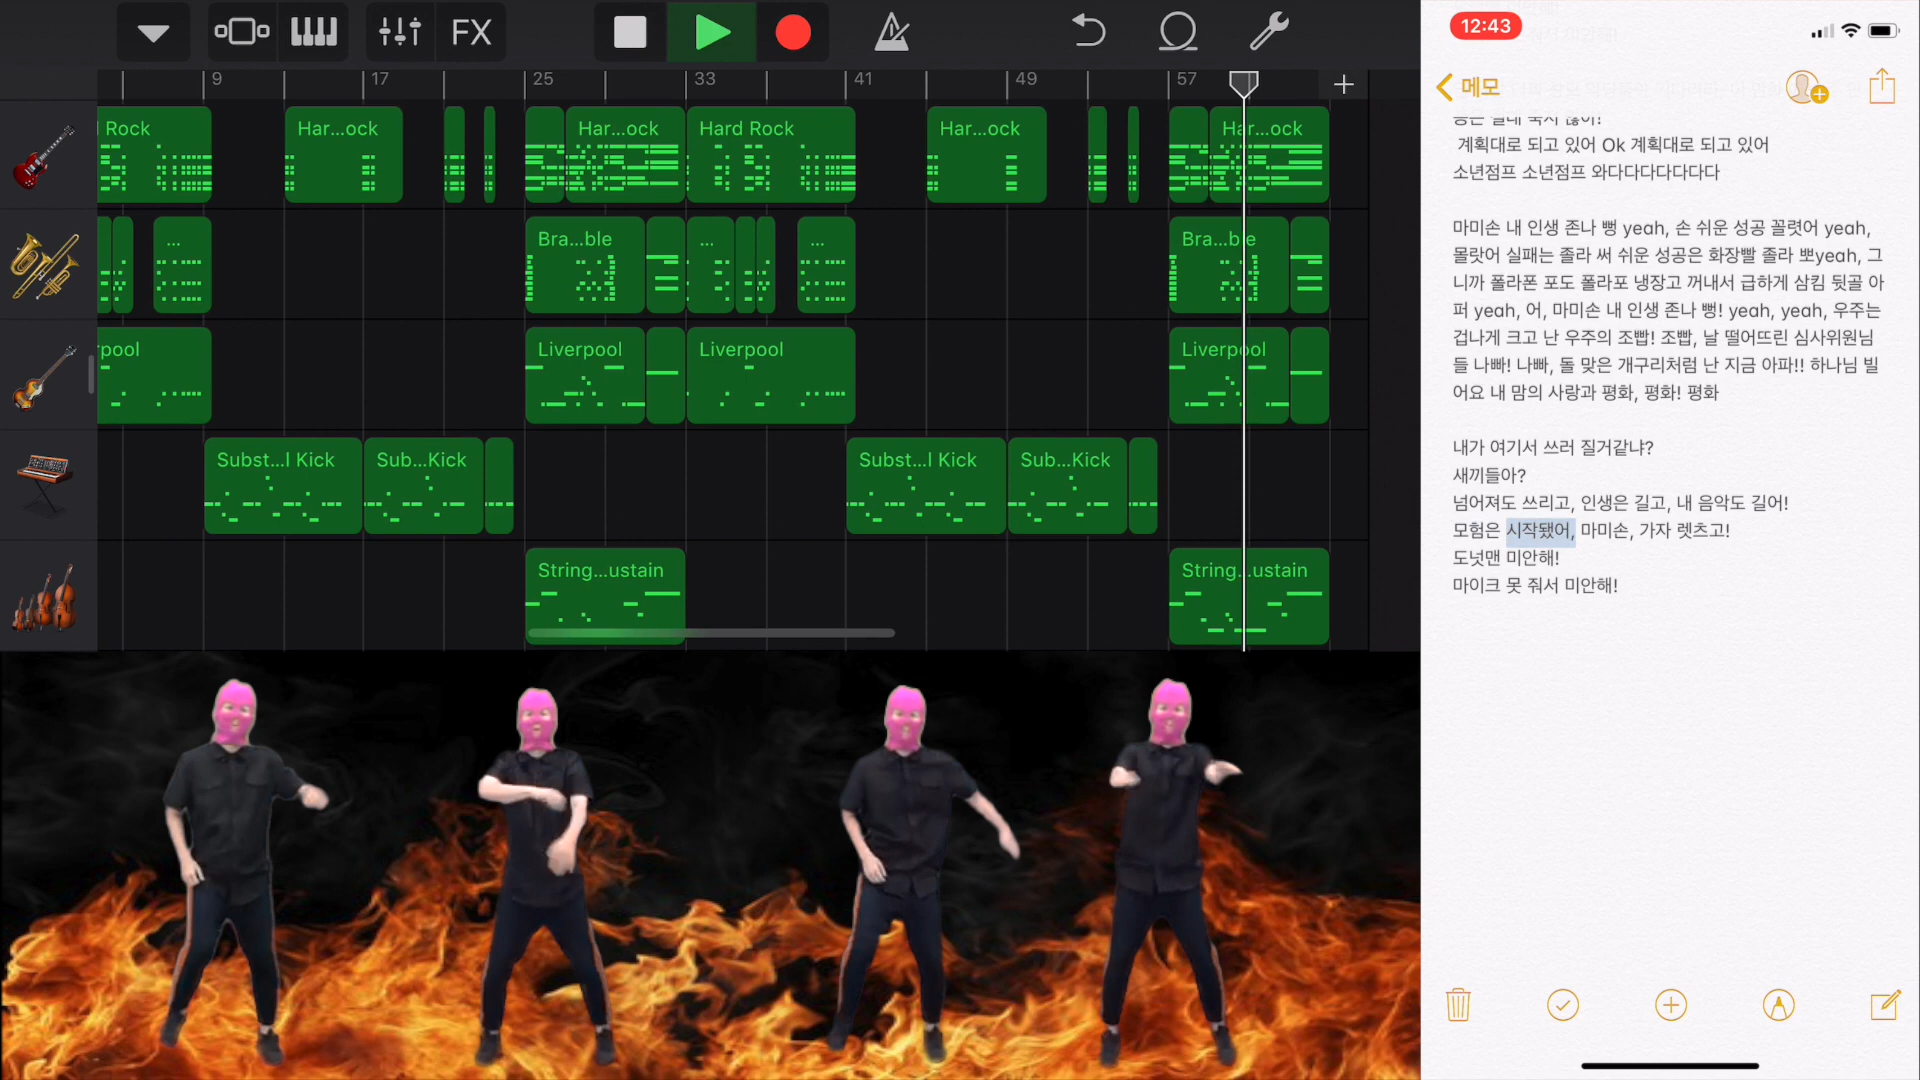 FX
9
17
25
33
41
49
57
Rock
Har...ock
Har...ock
Hard Rock
Har...ock
Har...ock
Bra...ble
...
...
...
Bra...ble
pool
Liverpool
Liverpool
Liverpool
Subst...l Kick
Sub...Kick
Subst...l Kick
Sub...Kick
String...ustain
String...ustain
12:43
메모
계획대로 되고 있어 Ok 계획대로 되고 있어
소년점프 소년점프 와다다다다다다다
마미손 내 인생 존나 뻥 yeah, 손 쉬운 성공 꼴렷어 yeah,
몰랏어 실패는 졸라 써 쉬운 성공은 화장빨 졸라 뽀yeah, 그
니까 폴라폰 포도 폴라포 냉장고 꺼내서 급하게 삼킴 뒷골 아
퍼 yeah, 어, 마미손 내 인생 존나 뻥! yeah, yeah, 우주는
겁나게 크고 난 우주의 조빱! 조빱, 날 떨어뜨린 심사위원님
들 나빠! 나빠, 돌 맞은 개구리처럼 난 지금 아파!! 하나님 빌
어요 내 맘의 사랑과 평화, 평화! 평화
내가 여기서 쓰러 질거같냐?
새끼들아?
넘어져도 쓰리고, 인생은 길고, 내 음악도 길어!
모험은 시작됐어, 마미손, 가자 렛츠고!
도넛맨 미안해!
마이크 못 줘서 미안해!